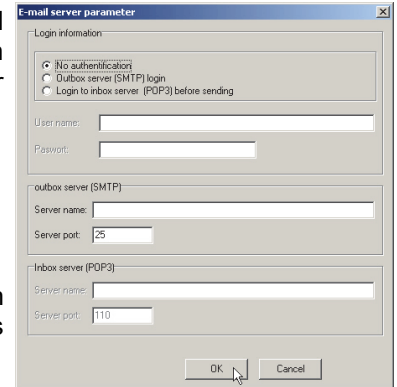 E-mail server parameter
Login information
No authentification
Outbox server (SMTP) login
Login to inbox server (POP3) before sending
User name:
Paswort:
outbox server (SMTP)
Server name:
Server port: 25
Inbox server (POP3)
Server name:
Server port: 110
OK Cancel